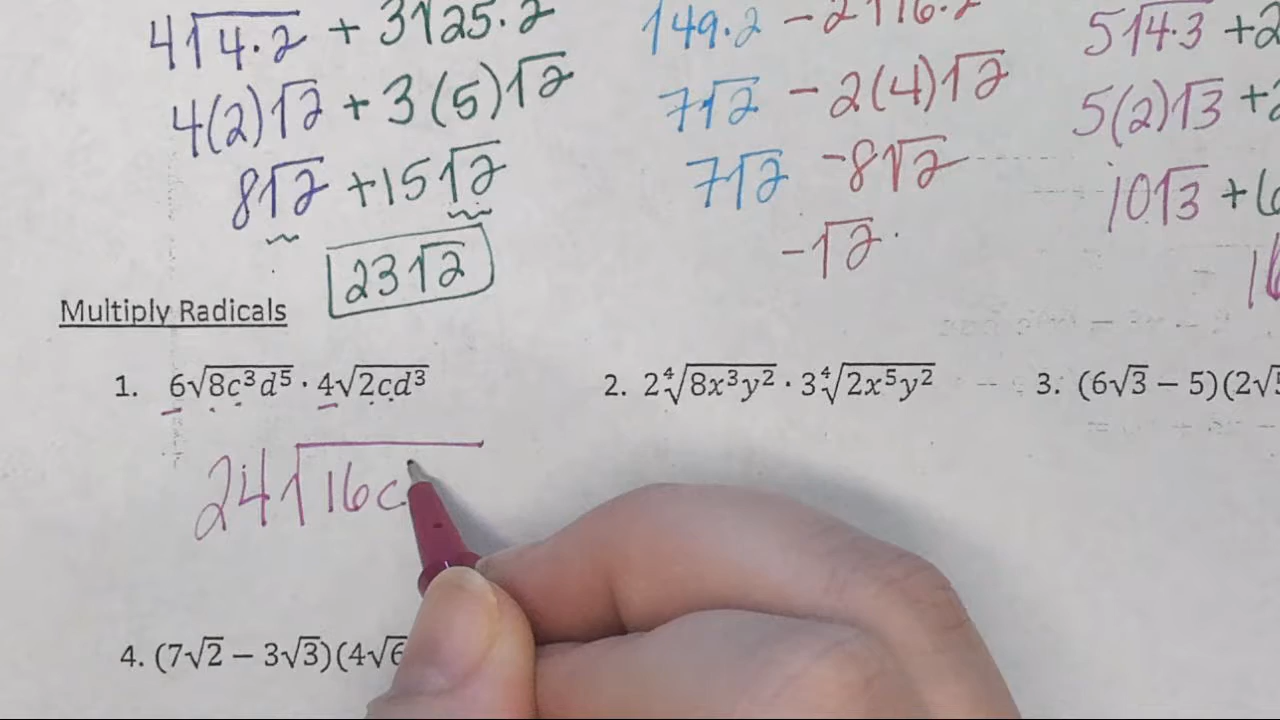 4√4·2 + 3√25·2 √49·2 - 2√16·2 5√4·3 + 2
4(2)√2 + 3(5)√2 7√2 - 2(4)√2 5(2)√3 + 2
8√2 + 15√2 7√2 - 8√2 10√3 + 6
23√2 -√2 16
Multiply Radicals
1. 6√8c³d⁵ · 4√2cd³ 2. 2∜8x³y² · 3∜2x⁵y² 3. (6√3 − 5)(2√5
24√16c
4. (7√2 − 3√3)(4√6